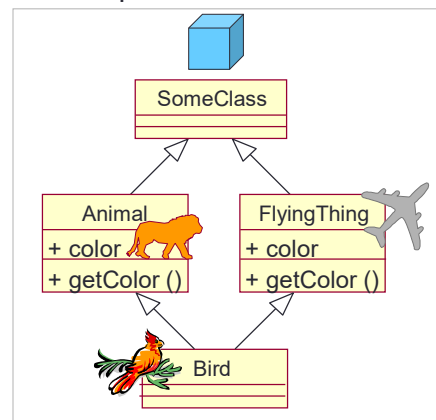 SomeClass
Animal
+ color
+ getColor ()
FlyingThing
+ color
+ getColor ()
Bird